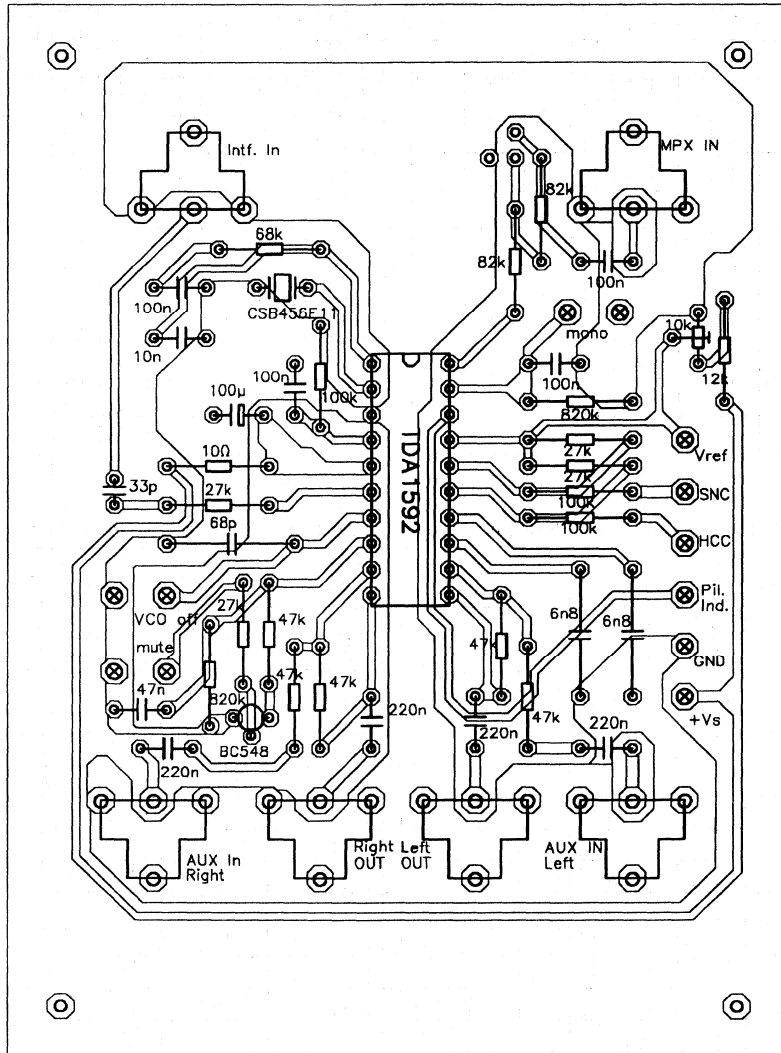 Intf. In
MPX IN
68k
82k
82k
100n
100n
CSB456F11
mono
10k
10n
100n
100k
100n
12k
100µ
820k
TDA1592
10Ω
27k
Vref
27k
33p
27k
100k
SNC
68p
100k
HCC
VCO off
27k
47k
6n8
6n8
Pil.
Ind.
mute
47k
47k
47k
GND
47n
820k
220n
220n
47k
+Vs
BC548
220n
220n
AUX In
Right
Right
OUT
Left
OUT
AUX IN
Left